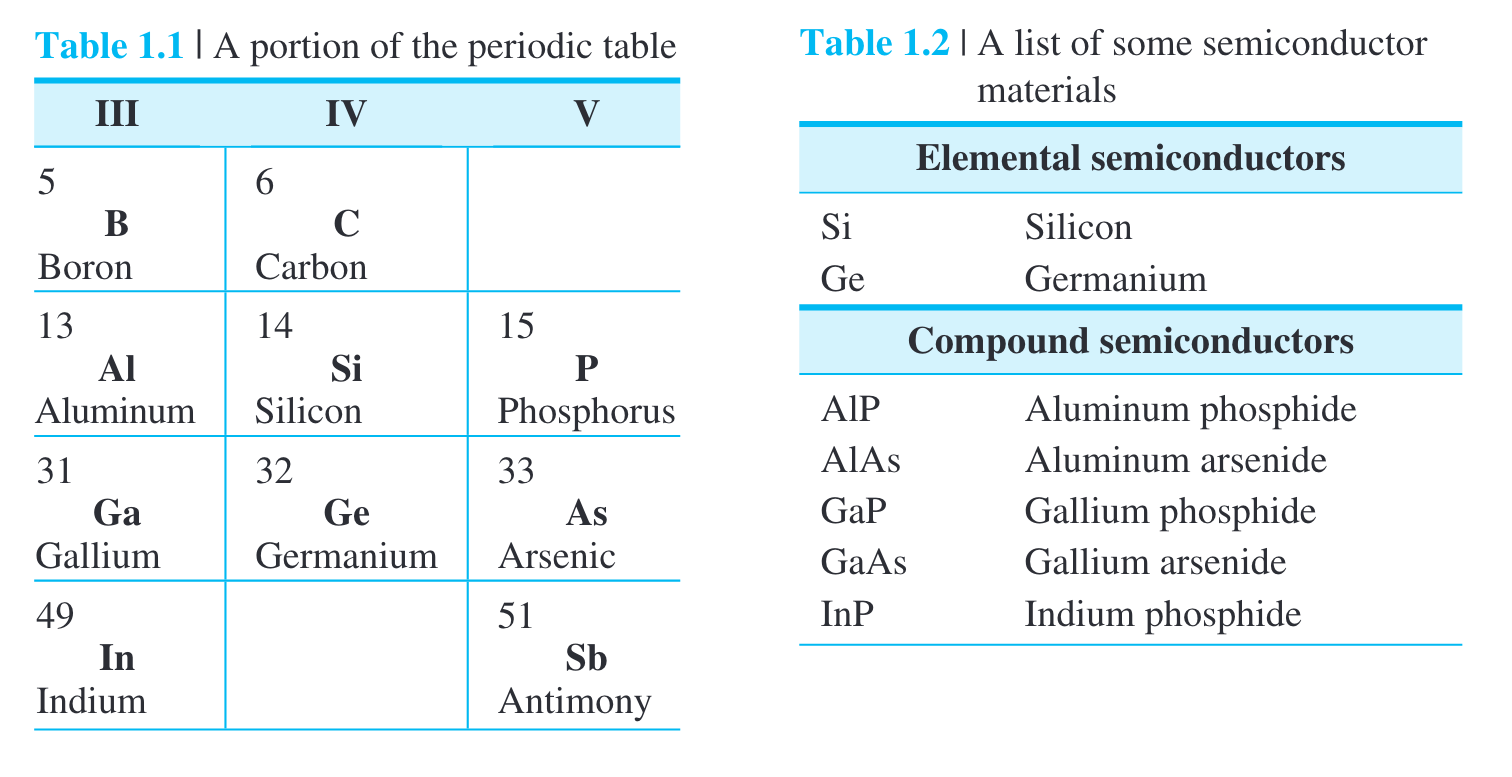 Table 1.1 | A portion of the periodic table
III IV V
5 6
B C
Boron Carbon
13 14 15
Al Si P
Aluminum Silicon Phosphorus
31 32 33
Ga Ge As
Gallium Germanium Arsenic
49 51
In Sb
Indium Antimony
Table 1.2 | A list of some semiconductor
materials
Elemental semiconductors
Si Silicon
Ge Germanium
Compound semiconductors
AlP Aluminum phosphide
AlAs Aluminum arsenide
GaP Gallium phosphide
GaAs Gallium arsenide
InP Indium phosphide